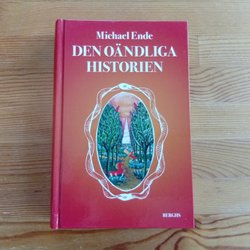 Michael Ende
DEN OÄNDLIGA
HISTORIEN
BERGHS